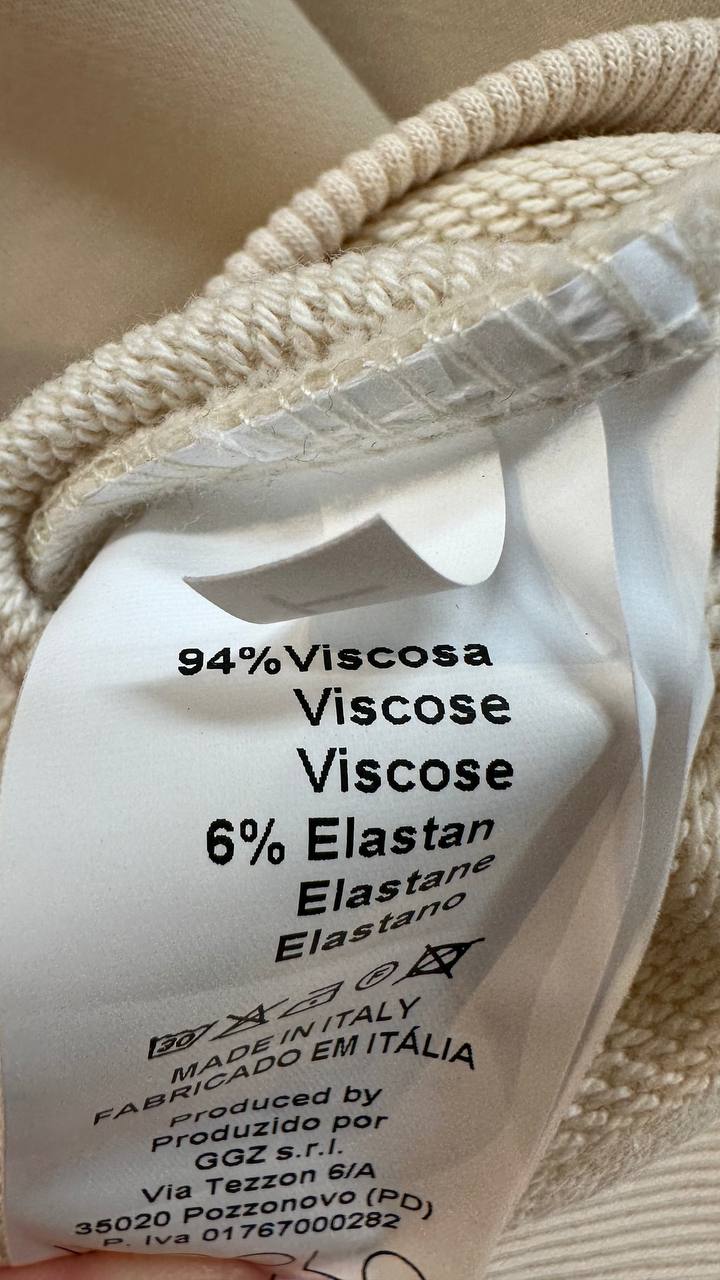 94% Viscosa
Viscose
Viscose
6% Elastan
Elastane
Elastano
30 P
MADE IN ITALY
FABRICADO EM ITÁLIA
Produced by
Produzido por
GGZ s.r.l.
Via Tezzon 6/A
35020 Pozzonovo (PD)
P. Iva 01767000282